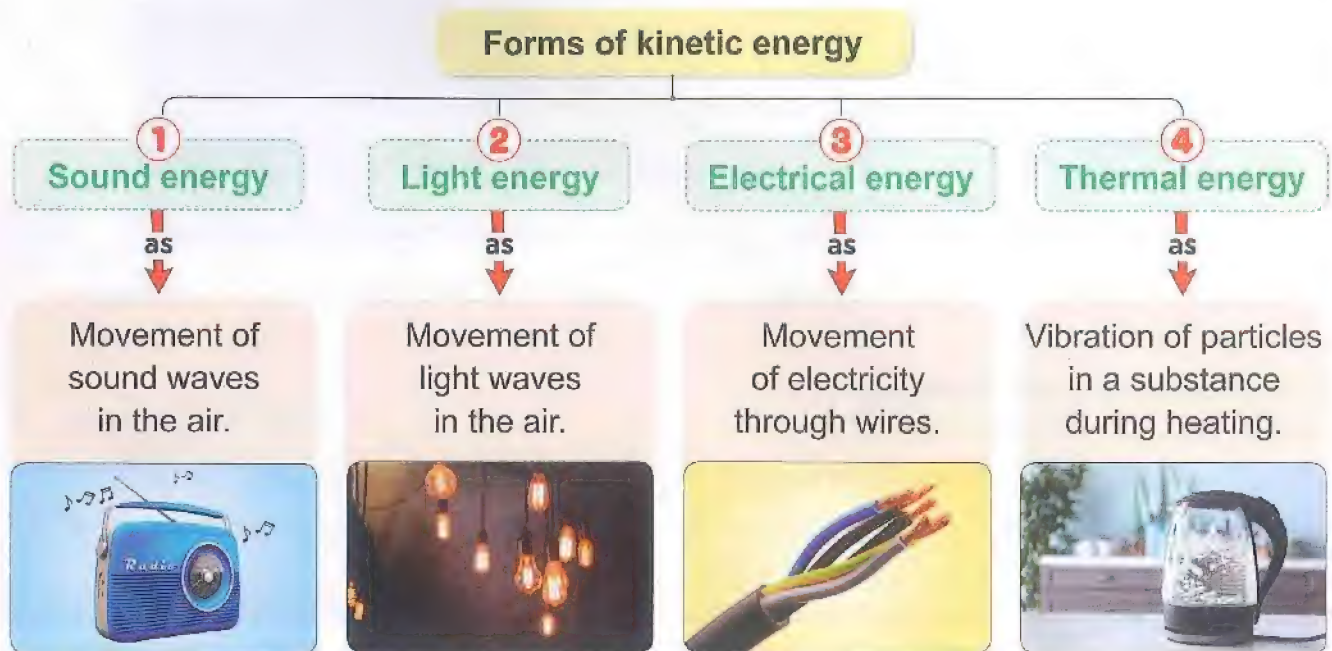 Forms of kinetic energy
1
Sound energy
as
Movement of
sound waves
in the air.
Radio
2
Light energy
as
Movement of
light waves
in the air.
3
Electrical energy
as
Movement
of electricity
through wires.
4
Thermal energy
as
Vibration of particles
in a substance
during heating.